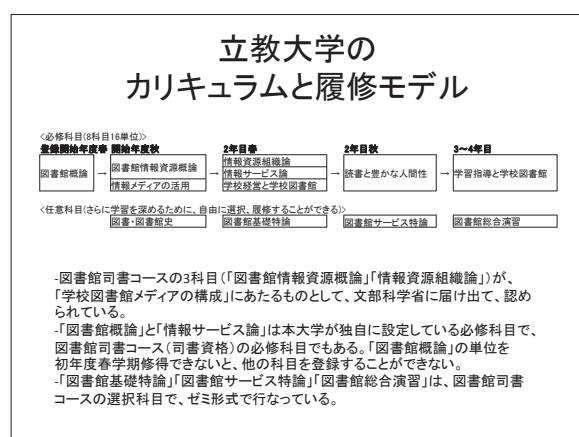 立教大学の
カリキュラムと履修モデル
〈必修科目(8科目16単位)〉
登録開始年度春 開始年度秋 2年目春 2年目秋 3～4年目
図書館概論 → 図書館情報資源概論 情報メディアの活用 → 情報資源組織論 情報サービス論 学校経営と学校図書館 → 読書と豊かな人間性 → 学習指導と学校図書館
〈任意科目(さらに学習を深めるために、自由に選択、履修することができる)〉
図書・図書館史 図書館基礎特論 図書館サービス特論 図書館総合演習
-図書館司書コースの3科目(「図書館情報資源概論」「情報資源組織論」)が、
「学校図書館メディアの構成」にあたるものとして、文部科学省に届け出て、認め
られている。
-「図書館概論」と「情報サービス論」は本大学が独自に設定している必修科目で、
図書館司書コース(司書資格)の必修科目でもある。「図書館概論」の単位を
初年度春学期修得できないと、他の科目を登録することができない。
-「図書館基礎特論」「図書館サービス特論」「図書館総合演習」は、図書館司書
コースの選択科目で、ゼミ形式で行なっている。